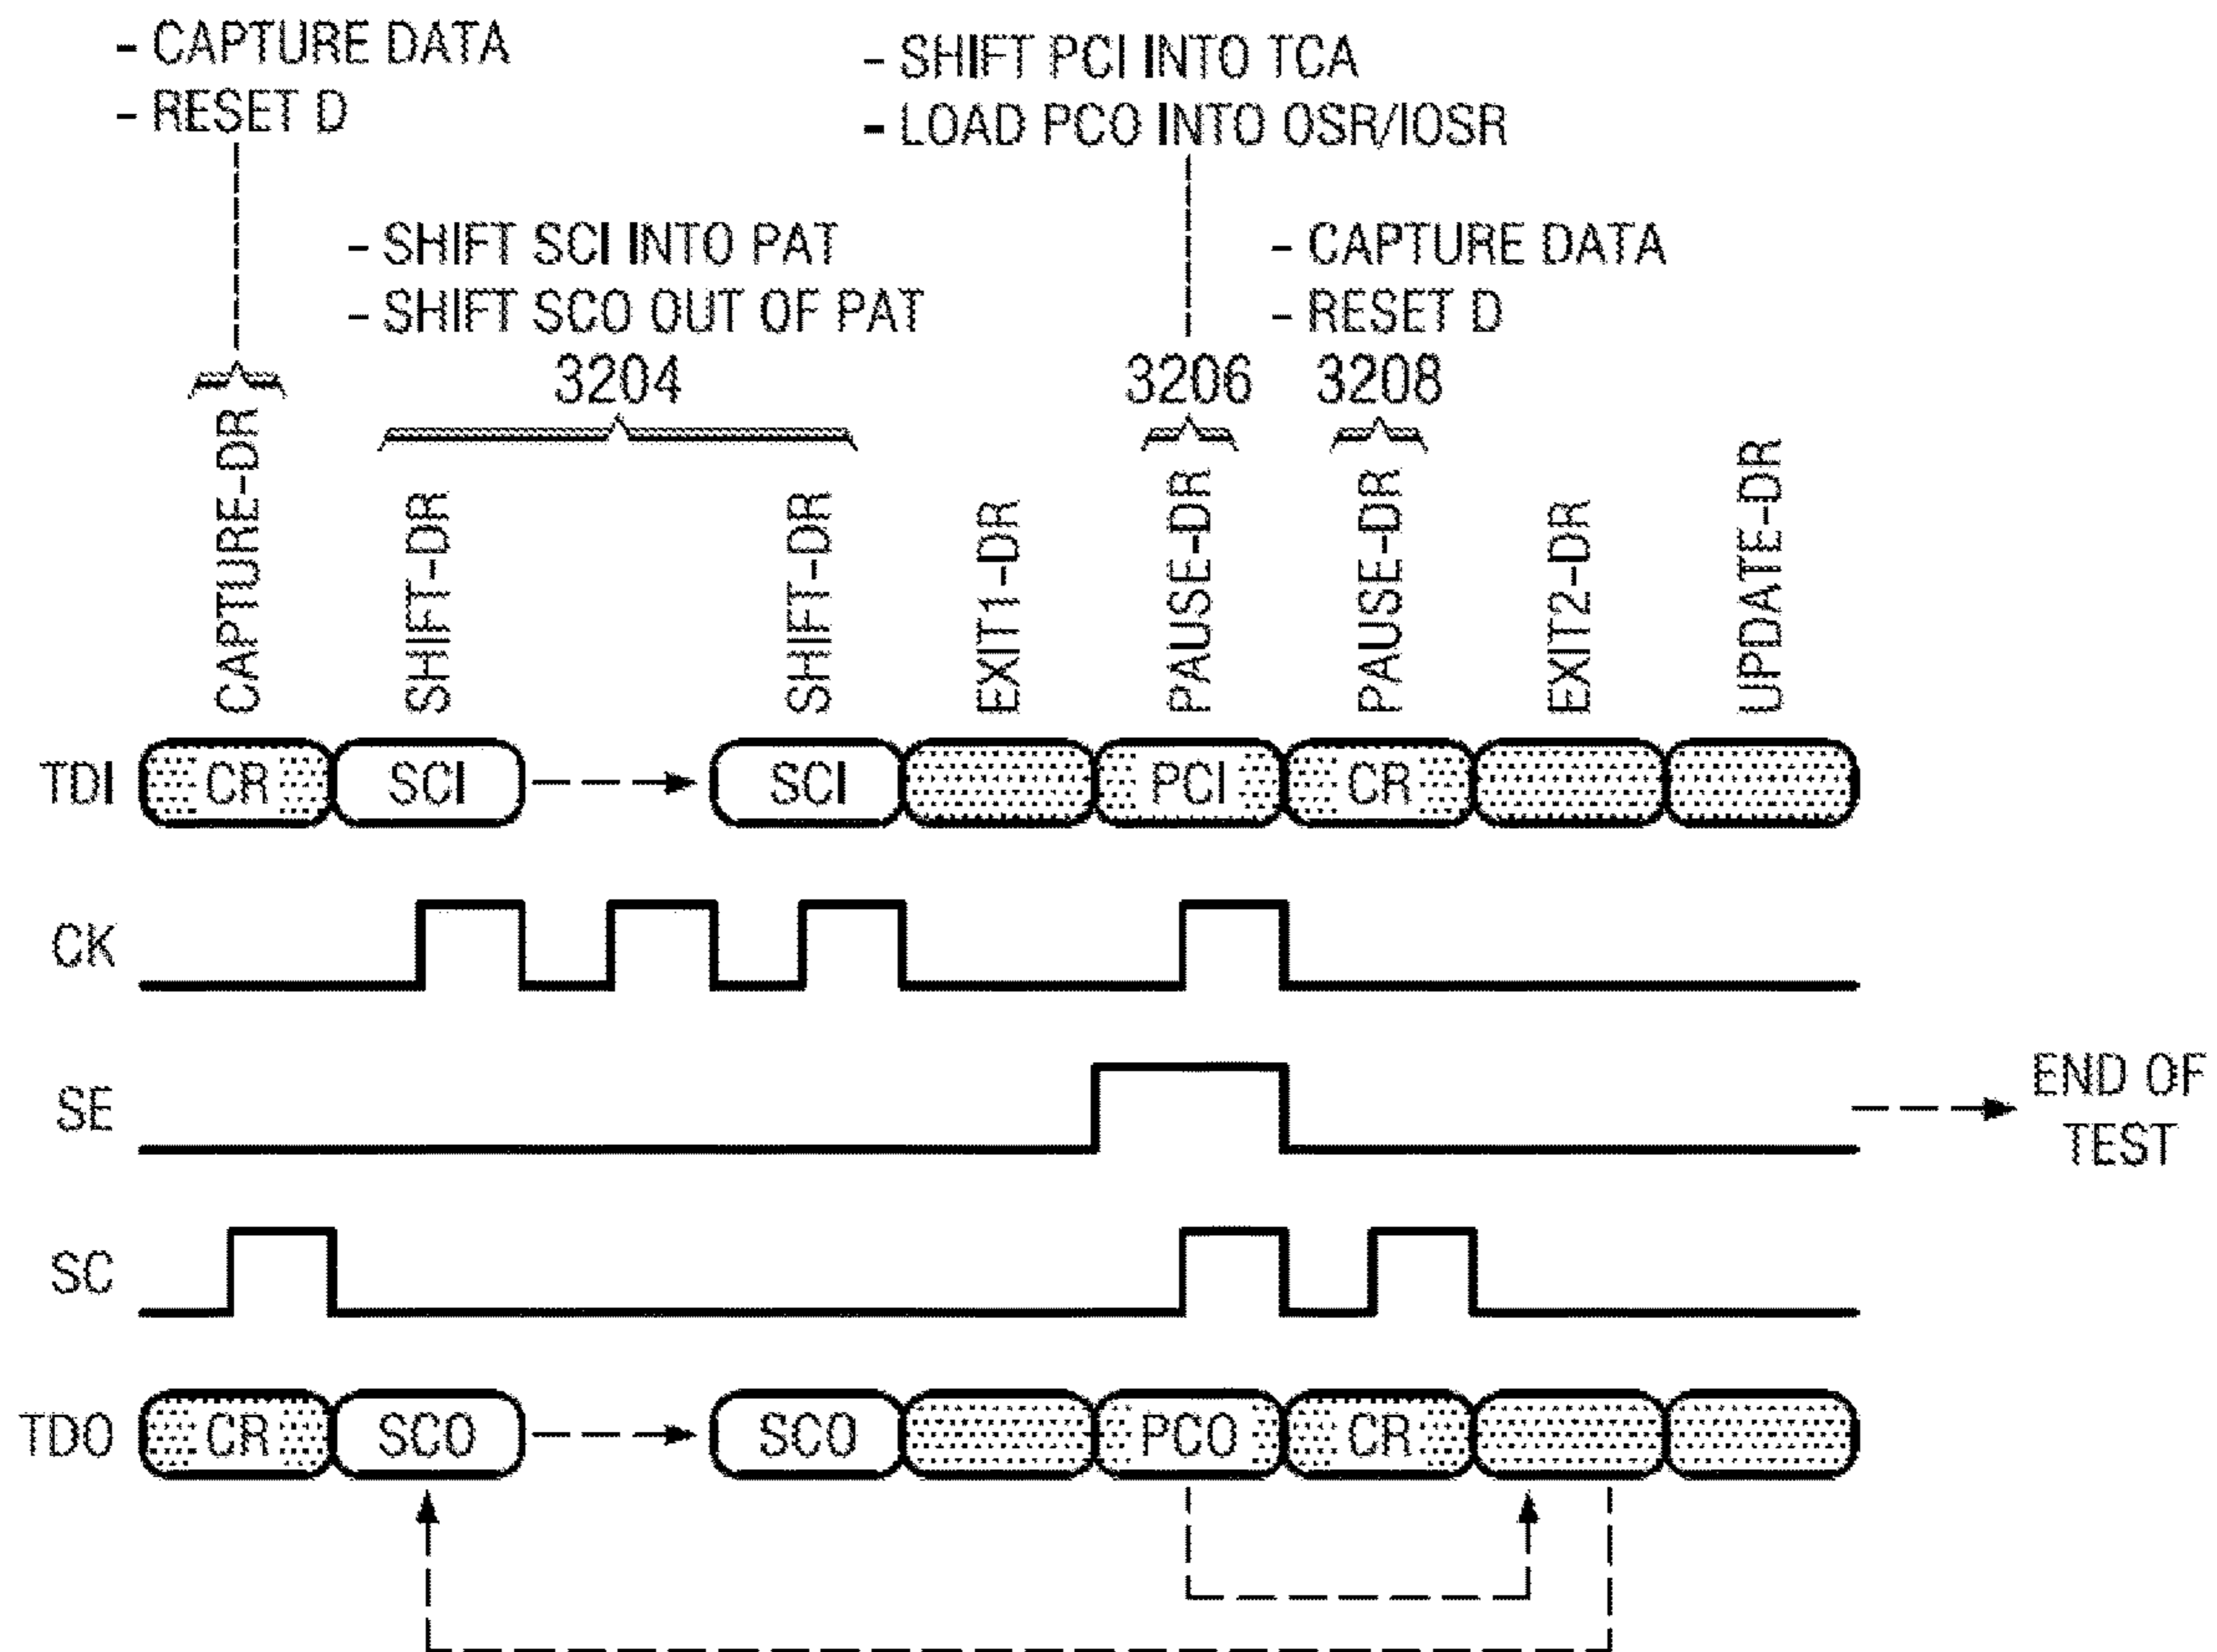 - CAPTURE DATA
- RESET D
- SHIFT PCI INTO TCA
- LOAD PCO INTO OSR/IOSR
- SHIFT SCI INTO PAT
- SHIFT SCO OUT OF PAT
- CAPTURE DATA
- RESET D
3204
3206
3208
CAPTURE-DR
SHIFT-DR
SHIFT-DR
EXIT1-DR
PAUSE-DR
PAUSE-DR
EXIT2-DR
UPDATE-DR
TDI CR SCI SCI PCI CR
CK
SE
END OF
TEST
SC
TDO CR SCO SCO PCO CR